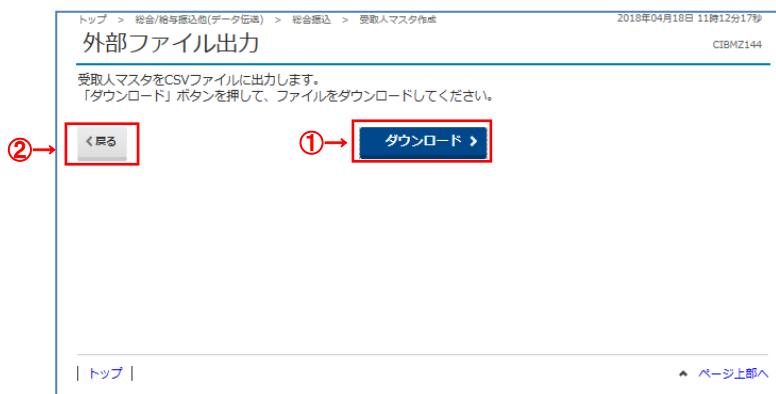 トップ > 総合/給与振込他(データ伝送) > 総合振込 > 受取人マスタ作成
2018年04月18日 11時12分17秒
外部ファイル出力
CIBMZ144
受取人マスタをCSVファイルに出力します。
「ダウンロード」ボタンを押して、ファイルをダウンロードしてください。
②→
<戻る
①→
ダウンロード >
| トップ |
▲ ページ上部へ